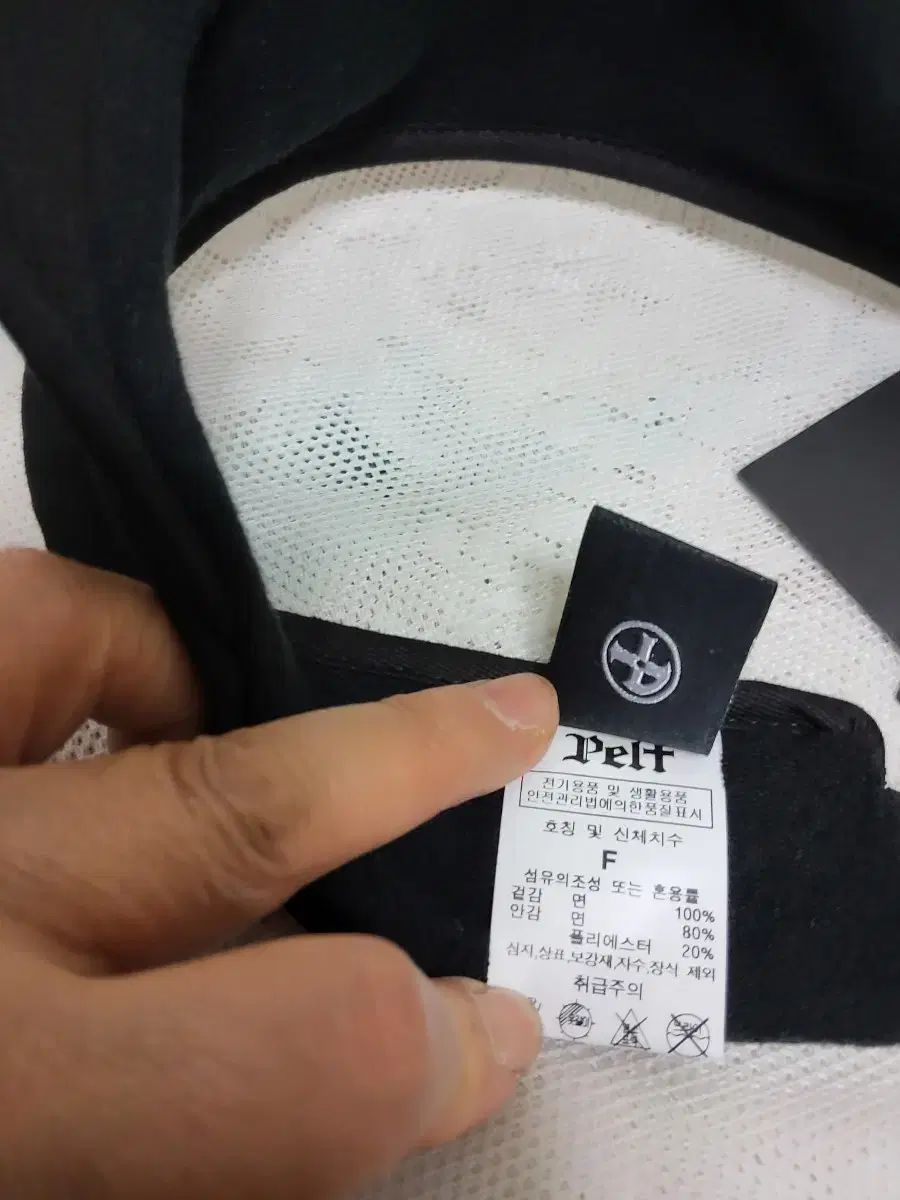 Pelt
전기용품 및 생활용품
안전관리법에의한품질표시
호칭 및 신체치수
F
섬유의조성 또는 혼용률
겉감 면 100%
안감 면 80%
폴리에스터 20%
심지,상표,보강재,자수,장식 제외
취급주의